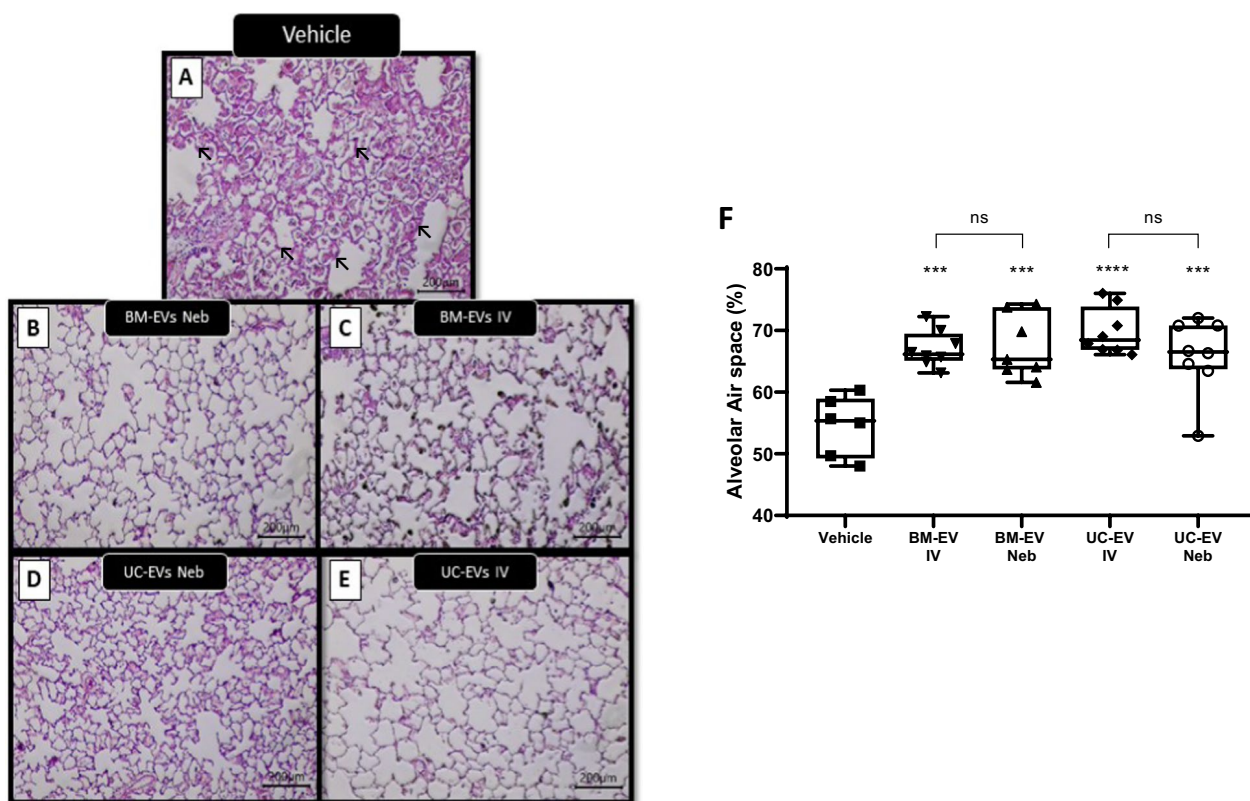 Vehicle
A
200μm
B
BM-EVs Neb
200μm
C
BM-EVs IV
200μm
D
UC-EVs Neb
200μm
E
UC-EVs IV
200μm
F
ns
ns
***
***
****
***
Alveolar Air space (%)
80
70
60
50
40
Vehicle
BM-EV
IV
BM-EV
Neb
UC-EV
IV
UC-EV
Neb